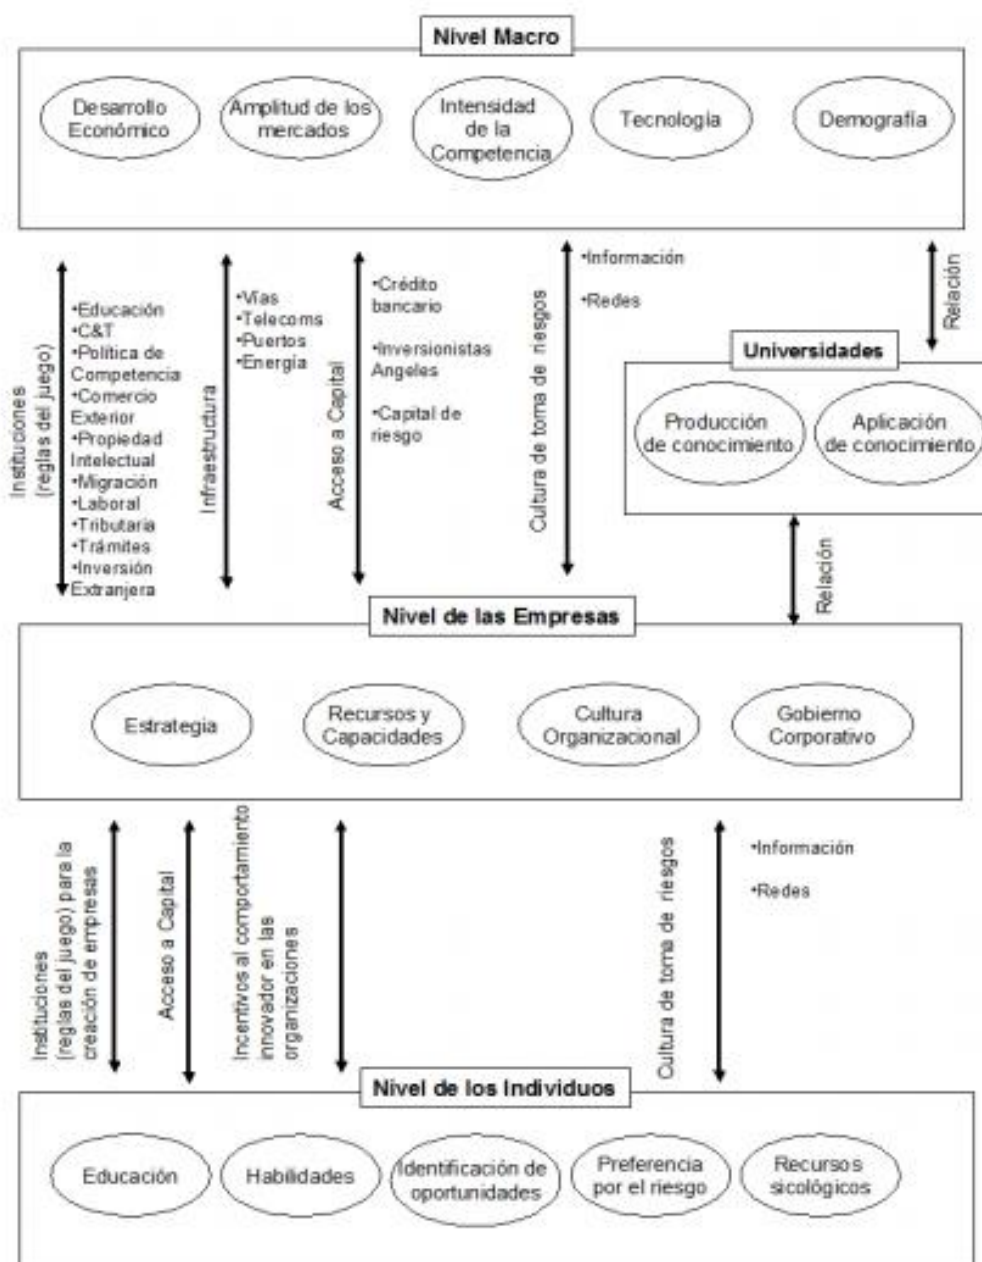 Nivel Macro
Desarrollo
Económico
Amplitud de los
mercados
Intensidad
de la
Competencia
Tecnología
Demografía
Instituciones
(reglas del juego)
•Educación
•C&T
•Política de
Competencia
•Comercio
Exterior
•Propiedad
Intelectual
•Migración
•Laboral
•Tributaria
•Trámites
•Inversión
Extranjera
Infraestructura
•Vías
•Telecoms
•Puertos
•Energía
Acceso a Capital
•Crédito
bancario
•Inversionistas
Angeles
•Capital de
riesgo
Cultura de toma de riesgos
•Información
•Redes
Relación
Universidades
Producción
de conocimiento
Aplicación
de conocimiento
Relación
Nivel de las Empresas
Estrategia
Recursos y
Capacidades
Cultura
Organizacional
Gobierno
Corporativo
Instituciones
(reglas del juego) para la
creación de empresas
Acceso a Capital
Incentivos al comportamiento
innovador en las
organizaciones
Cultura de toma de riesgos
•Información
•Redes
Nivel de los Individuos
Educación
Habilidades
Identificación de
oportunidades
Preferencia
por el riesgo
Recursos
sicológicos